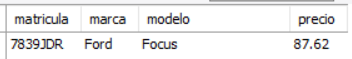 matricula marca modelo precio
7839JDR Ford Focus 87.62